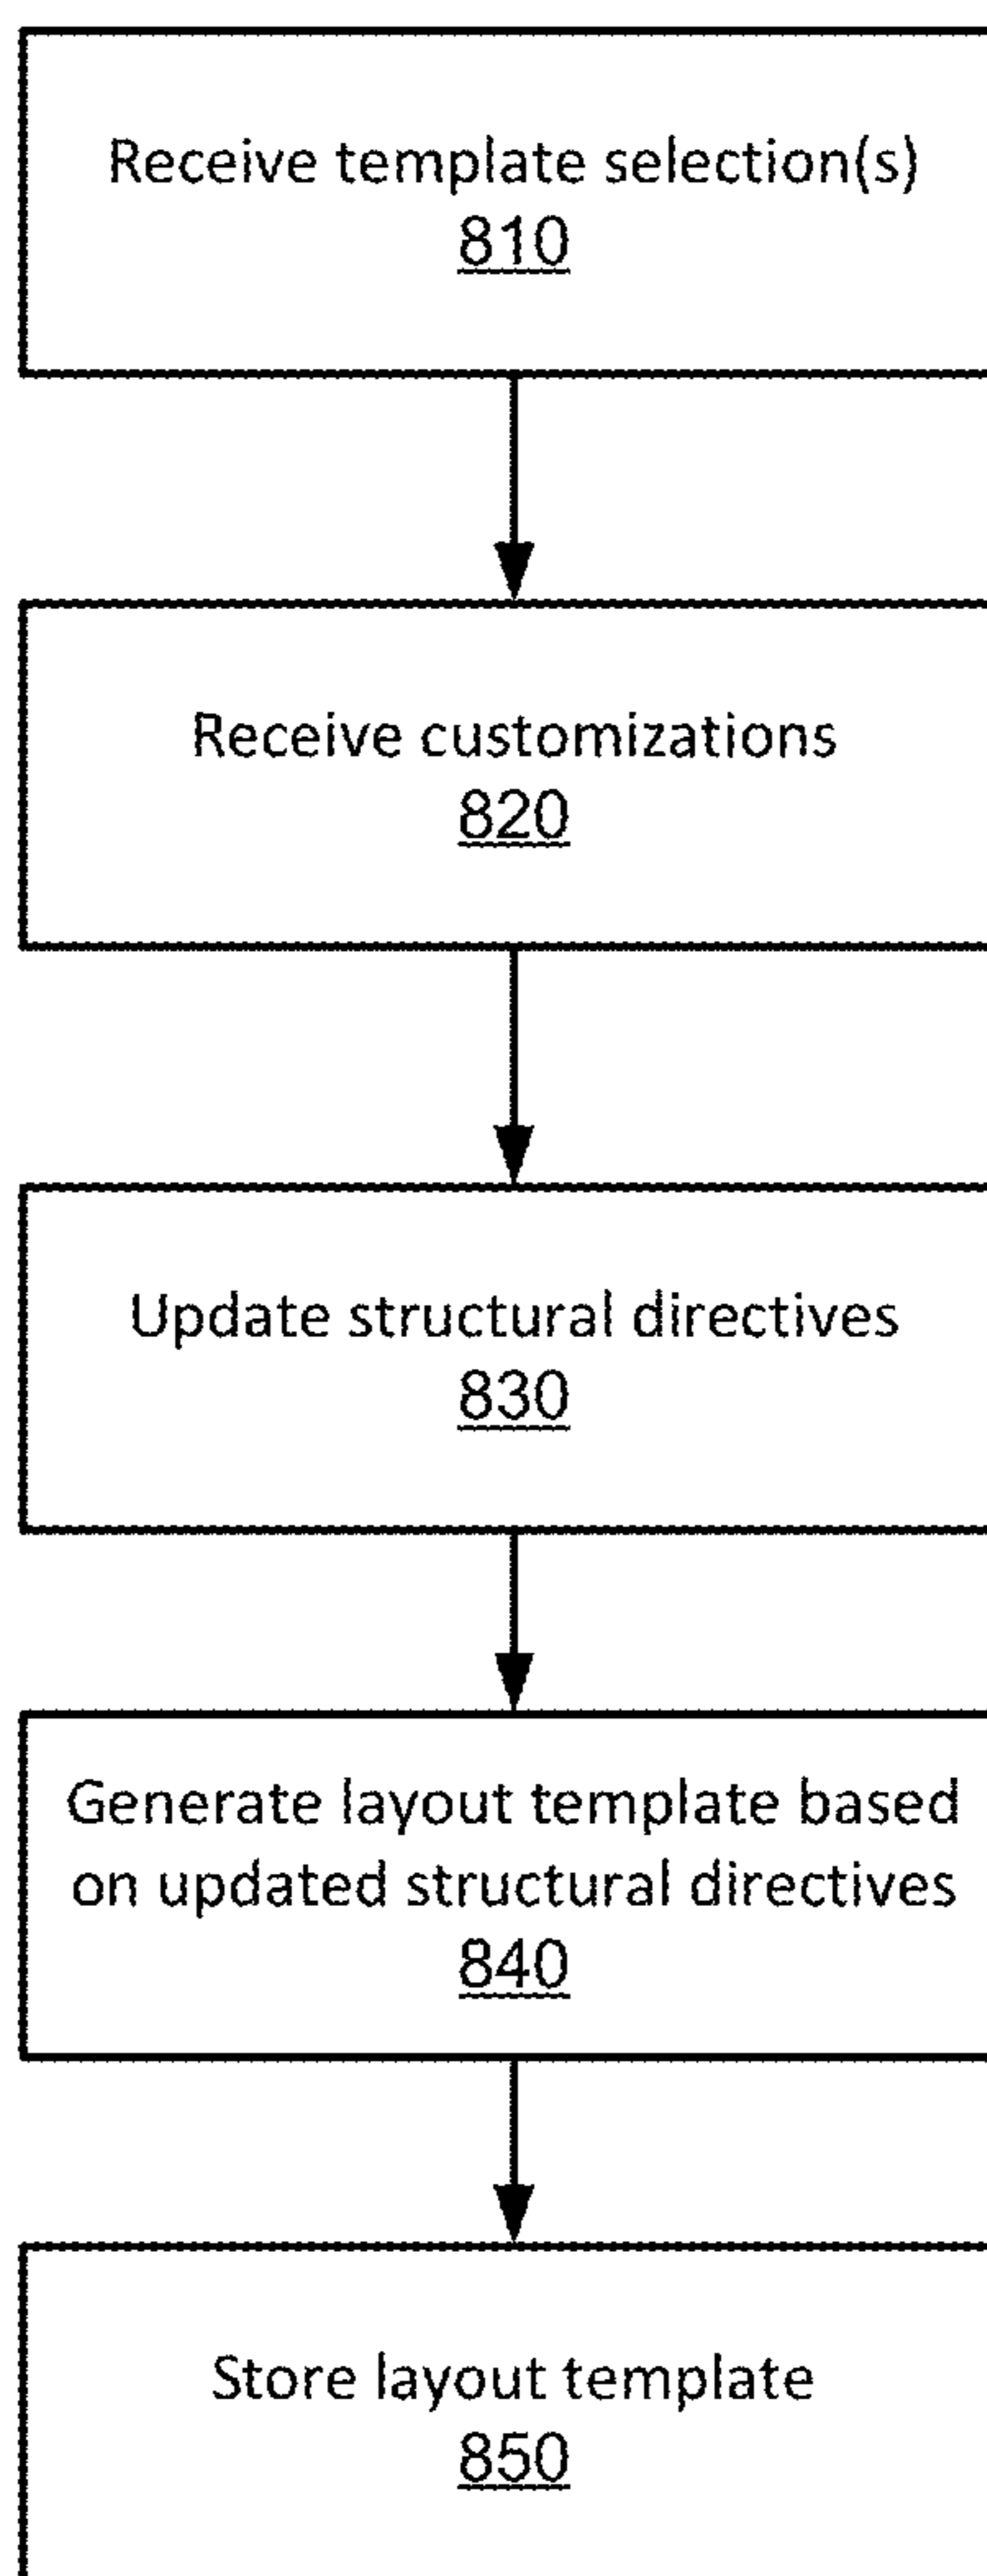 Receive template selection(s)
810
Receive customizations
820
Update structural directives
830
Generate layout template based
on updated structural directives
840
Store layout template
850